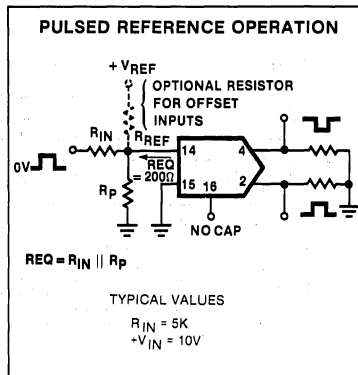 PULSED REFERENCE OPERATION
+ VREF
OPTIONAL RESISTOR
FOR OFFSET
INPUTS
RREF
RIN
0V
REQ
= 200Ω
RP
14
15
16
4
2
NO CAP
REQ = RIN || RP
TYPICAL VALUES
RIN = 5K
+VIN = 10V